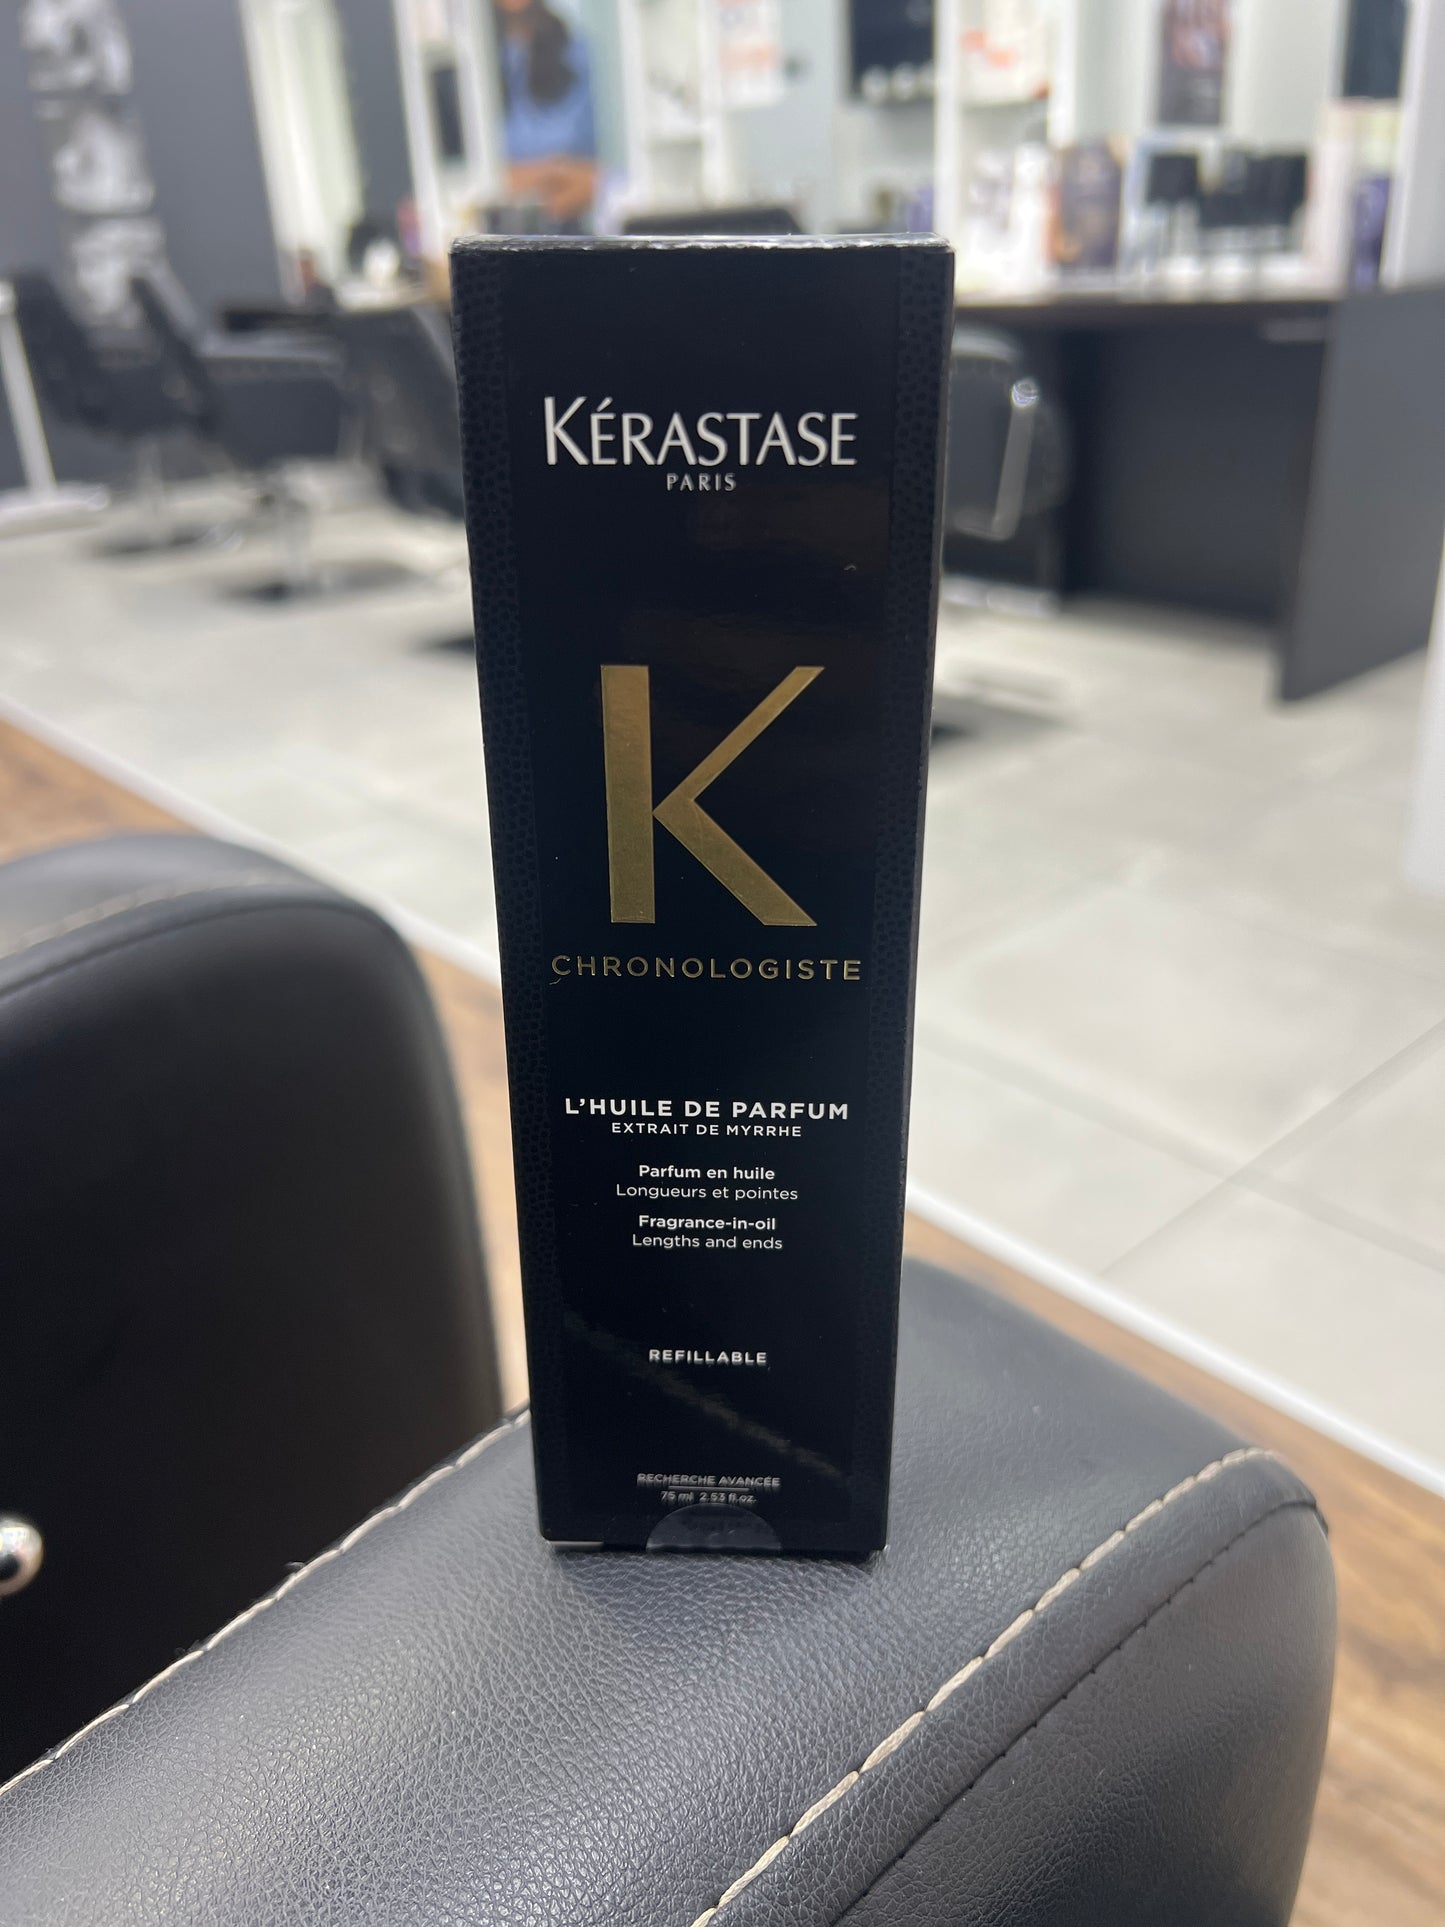 KÉRASTASE
PARIS
K
CHRONOLOGISTE
L'HUILE DE PARFUM
EXTRAIT DE MYRRHE
Parfum en huile
Longueurs et pointes
Fragrance-in-oil
Lengths and ends
REFILLABLE
RECHERCHE AVANCÉE
75 ml 2.53 fl.oz.